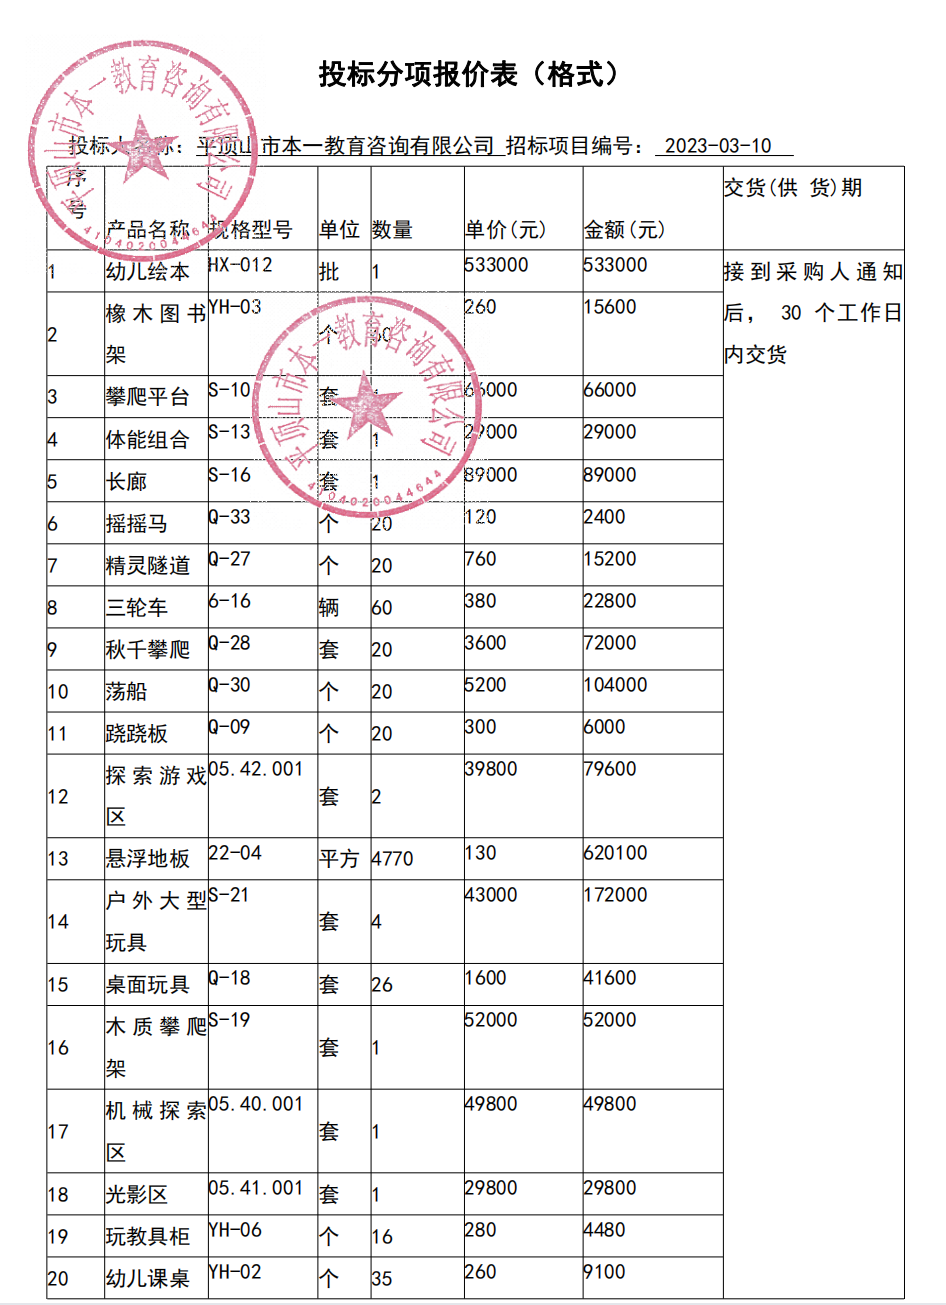 投标分项报价表（格式）
投标人名称：平顶山市本一教育咨询有限公司 招标项目编号： 2023-03-10
序号 产品名称 规格型号 单位 数量 单价(元) 金额(元) 交货(供 货)期
1 幼儿绘本 HX-012 批 1 533000 533000 接到采购人通知
后， 30 个工作日
内交货
2 橡木图书架 YH-03 个 60 260 15600
3 攀爬平台 S-10 套 1 66000 66000
4 体能组合 S-13 套 1 29000 29000
5 长廊 S-16 套 1 89000 89000
6 摇摇马 Q-33 个 20 120 2400
7 精灵隧道 Q-27 个 20 760 15200
8 三轮车 6-16 辆 60 380 22800
9 秋千攀爬 Q-28 套 20 3600 72000
10 荡船 Q-30 个 20 5200 104000
11 跷跷板 Q-09 个 20 300 6000
12 探索游戏区 05.42.001 套 2 39800 79600
13 悬浮地板 22-04 平方 4770 130 620100
14 户外大型玩具 S-21 套 4 43000 172000
15 桌面玩具 Q-18 套 26 1600 41600
16 木质攀爬架 S-19 套 1 52000 52000
17 机械探索区 05.40.001 套 1 49800 49800
18 光影区 05.41.001 套 1 29800 29800
19 玩教具柜 YH-06 个 16 280 4480
20 幼儿课桌 YH-02 个 35 260 9100
平顶山市本一教育咨询有限公司
4104020044644
平顶山市本一教育咨询有限公司
4104020044644